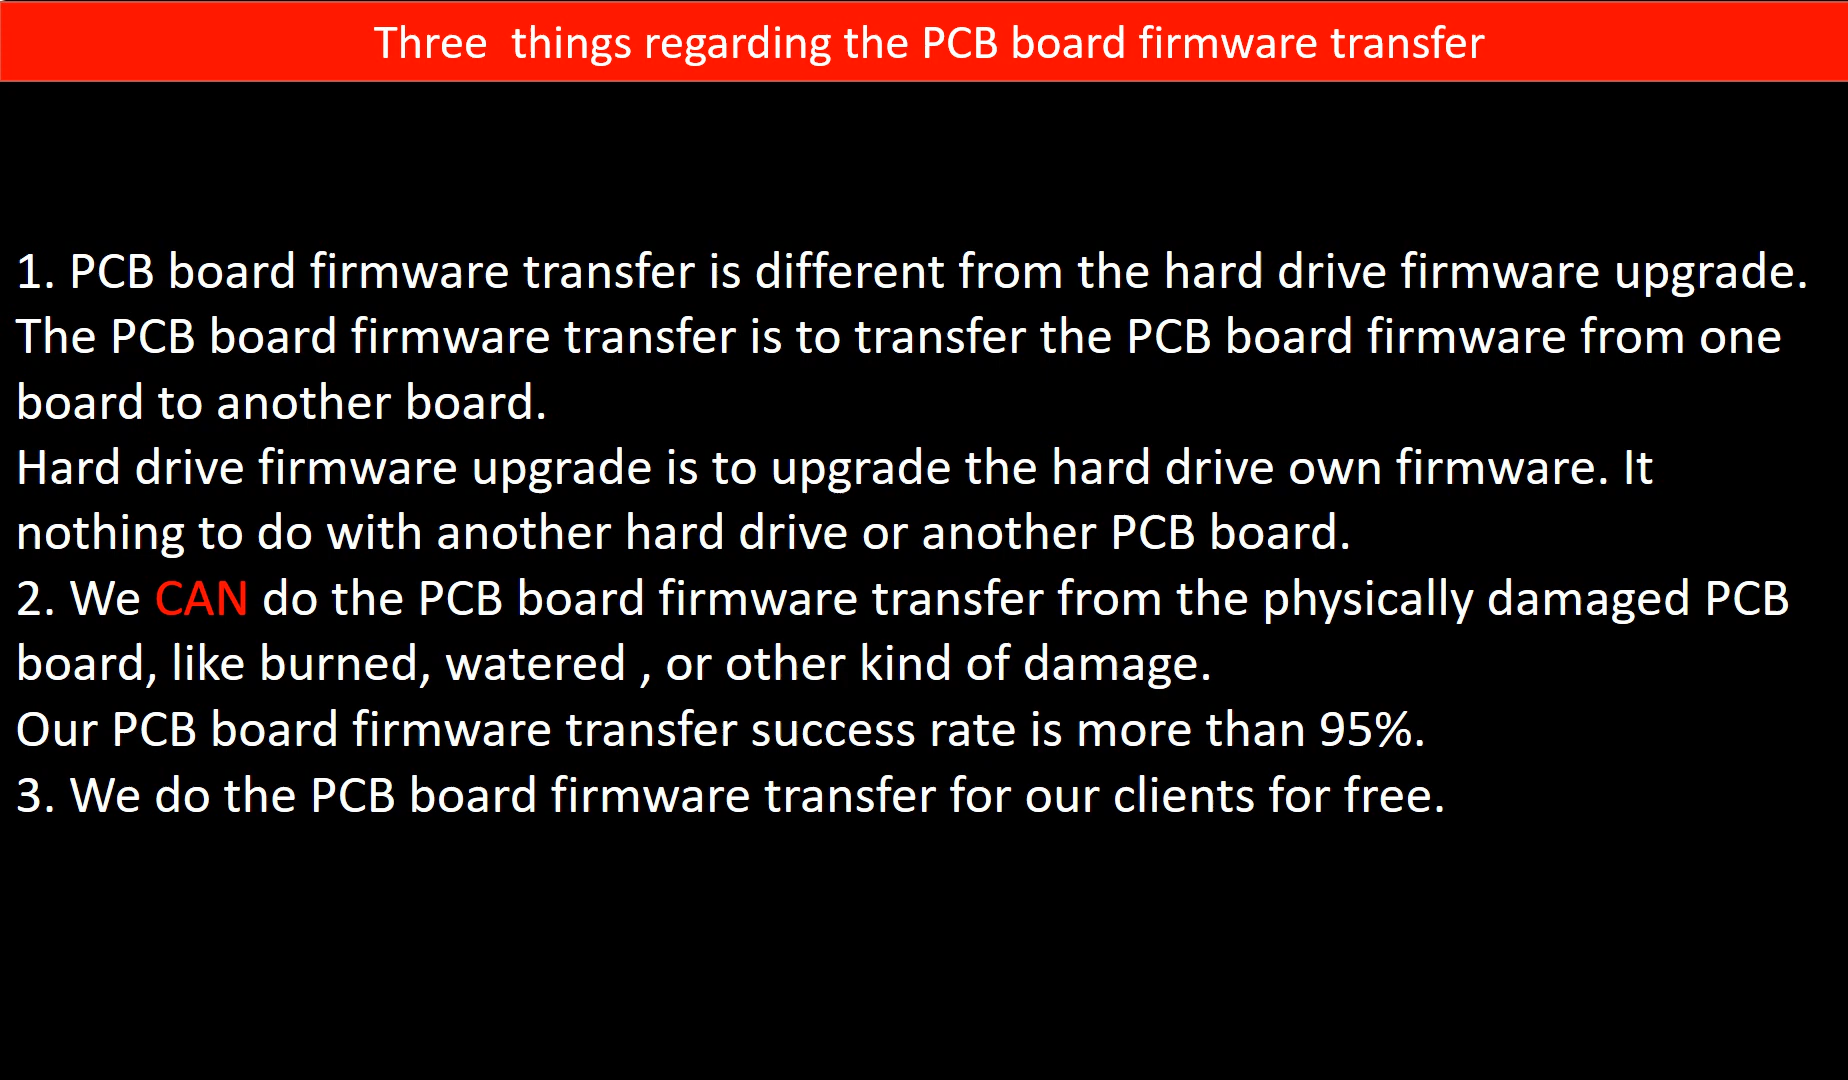 Three  things regarding the PCB board firmware transfer
1. PCB board firmware transfer is different from the hard drive firmware upgrade.
The PCB board firmware transfer is to transfer the PCB board firmware from one
board to another board.
Hard drive firmware upgrade is to upgrade the hard drive own firmware. It
nothing to do with another hard drive or another PCB board.
2. We CAN do the PCB board firmware transfer from the physically damaged PCB
board, like burned, watered , or other kind of damage.
Our PCB board firmware transfer success rate is more than 95%.
3. We do the PCB board firmware transfer for our clients for free.